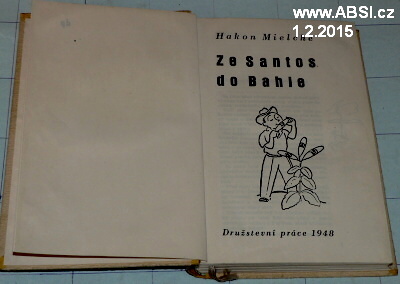 www.ABSI.cz
1.2.2015
Hakon Mielche
Ze Santos
do Bahie
Družstevní práce 1948